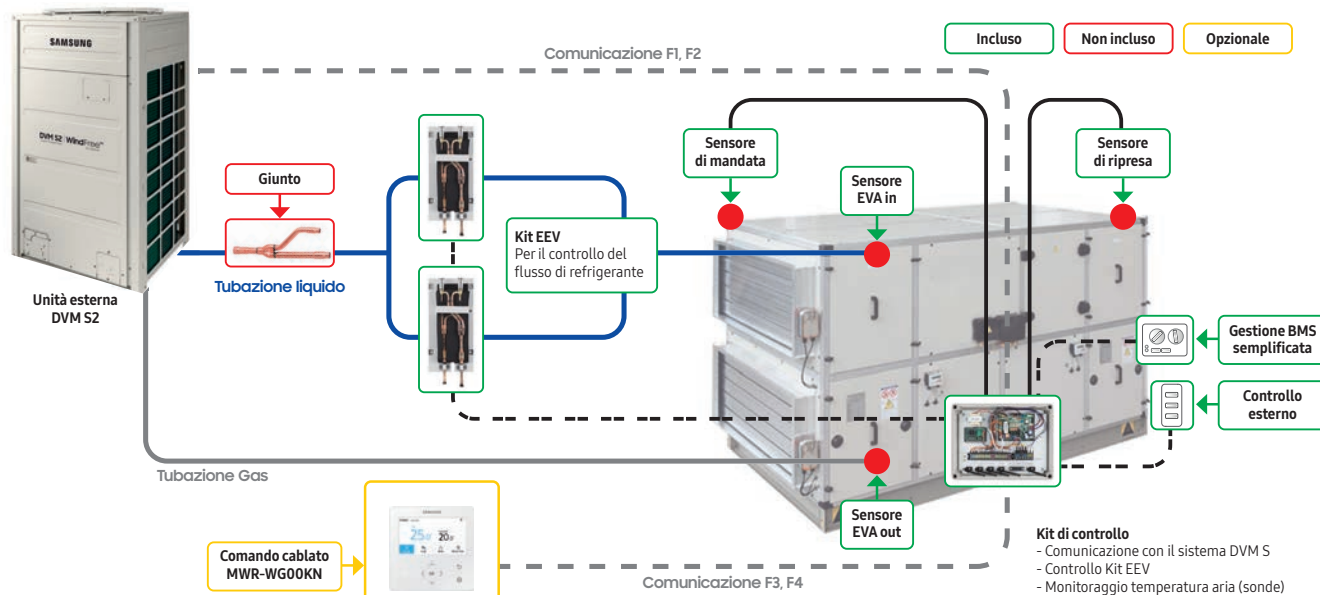 SAMSUNG
DVM S2 WindFree™
Comunicazione F1, F2
Incluso
Non incluso
Opzionale
Sensore
di mandata
Sensore
di ripresa
Giunto
Sensore
EVA in
Kit EEV
Per il controllo del
flusso di refrigerante
Tubazione liquido
Unità esterna
DVM S2
Gestione BMS
semplificata
Controllo
esterno
Tubazione Gas
Sensore
EVA out
SAMSUNG
Comando cablato
MWR-WG00KN
Comunicazione F3, F4
Kit di controllo
- Comunicazione con il sistema DVM S
- Controllo Kit EEV
- Monitoraggio temperatura aria (sonde)